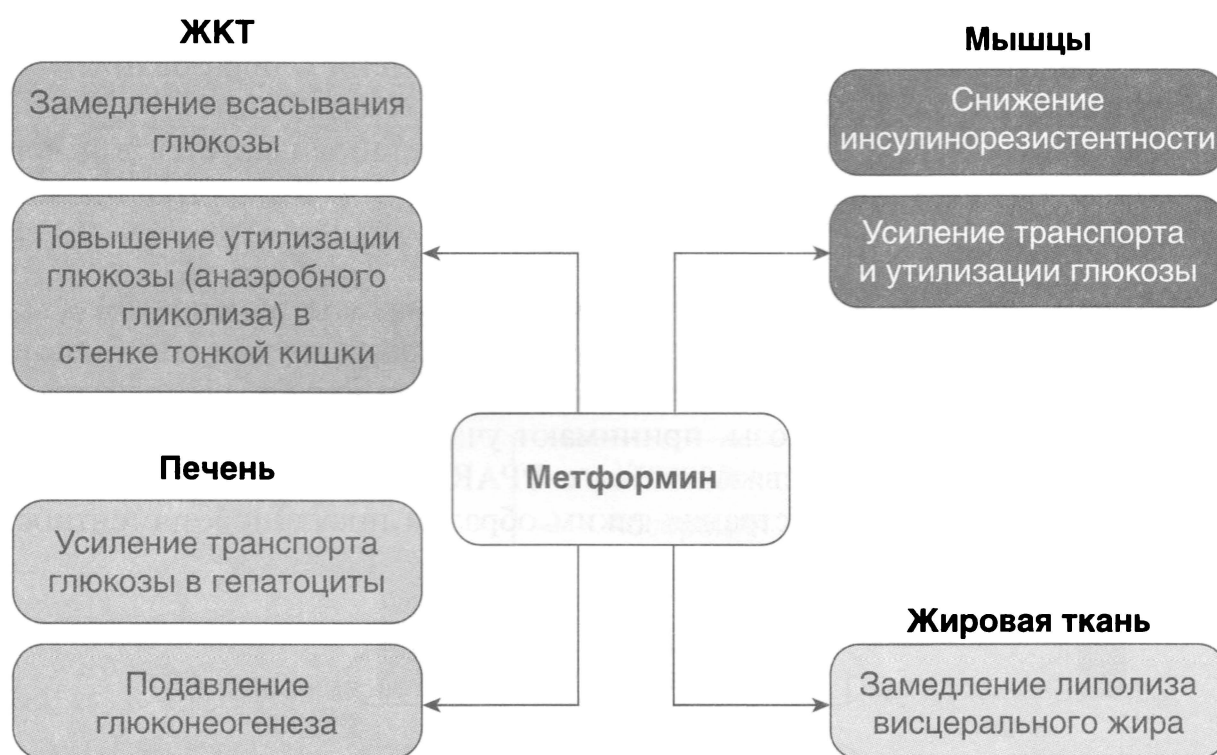 ЖКТ
Замедление всасывания
глюкозы
Повышение утилизации
глюкозы (анаэробного
гликолиза) в
стенке тонкой кишки
Мышцы
Снижение
инсулинорезистентности
Усиление транспорта
и утилизации глюкозы
Метформин
Печень
Усиление транспорта
глюкозы в гепатоциты
Подавление
глюконеогенеза
Жировая ткань
Замедление липолиза
висцерального жира